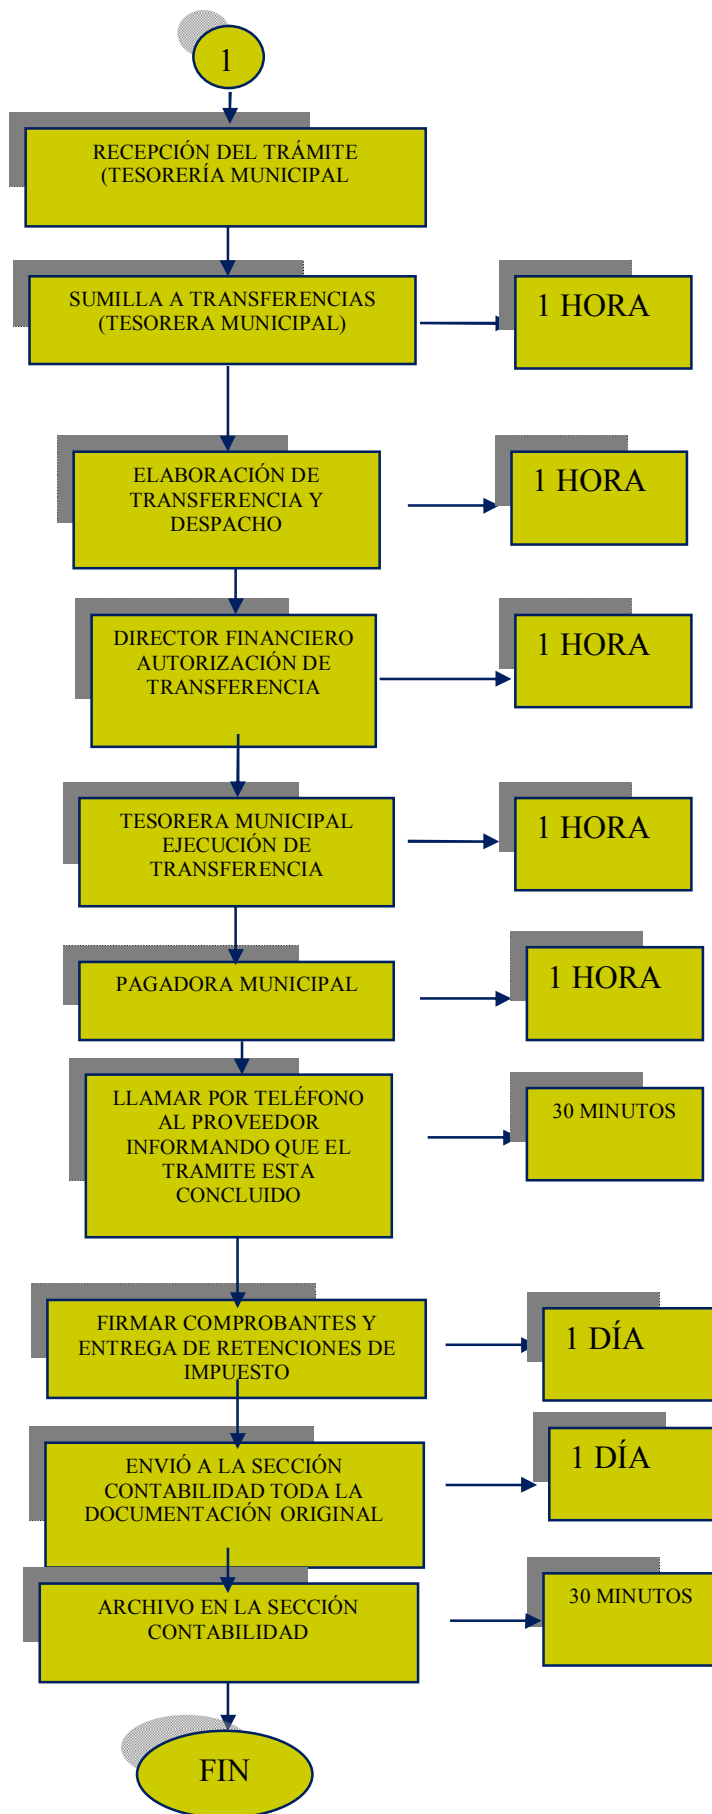 1
RECEPCIÓN DEL TRÁMITE
(TESORERÍA MUNICIPAL
SUMILLA A TRANSFERENCIAS
(TESORERA MUNICIPAL)
1 HORA
ELABORACIÓN DE
TRANSFERENCIA Y
DESPACHO
1 HORA
DIRECTOR FINANCIERO
AUTORIZACIÓN DE
TRANSFERENCIA
1 HORA
TESORERA MUNICIPAL
EJECUCIÓN DE
TRANSFERENCIA
1 HORA
PAGADORA MUNICIPAL
1 HORA
LLAMAR POR TELÉFONO
AL PROVEEDOR
INFORMANDO QUE EL
TRAMITE ESTA
CONCLUIDO
30 MINUTOS
FIRMAR COMPROBANTES Y
ENTREGA DE RETENCIONES DE
IMPUESTO
1 DÍA
ENVIÓ A LA SECCIÓN
CONTABILIDAD TODA LA
DOCUMENTACIÓN ORIGINAL
1 DÍA
ARCHIVO EN LA SECCIÓN
CONTABILIDAD
30 MINUTOS
FIN